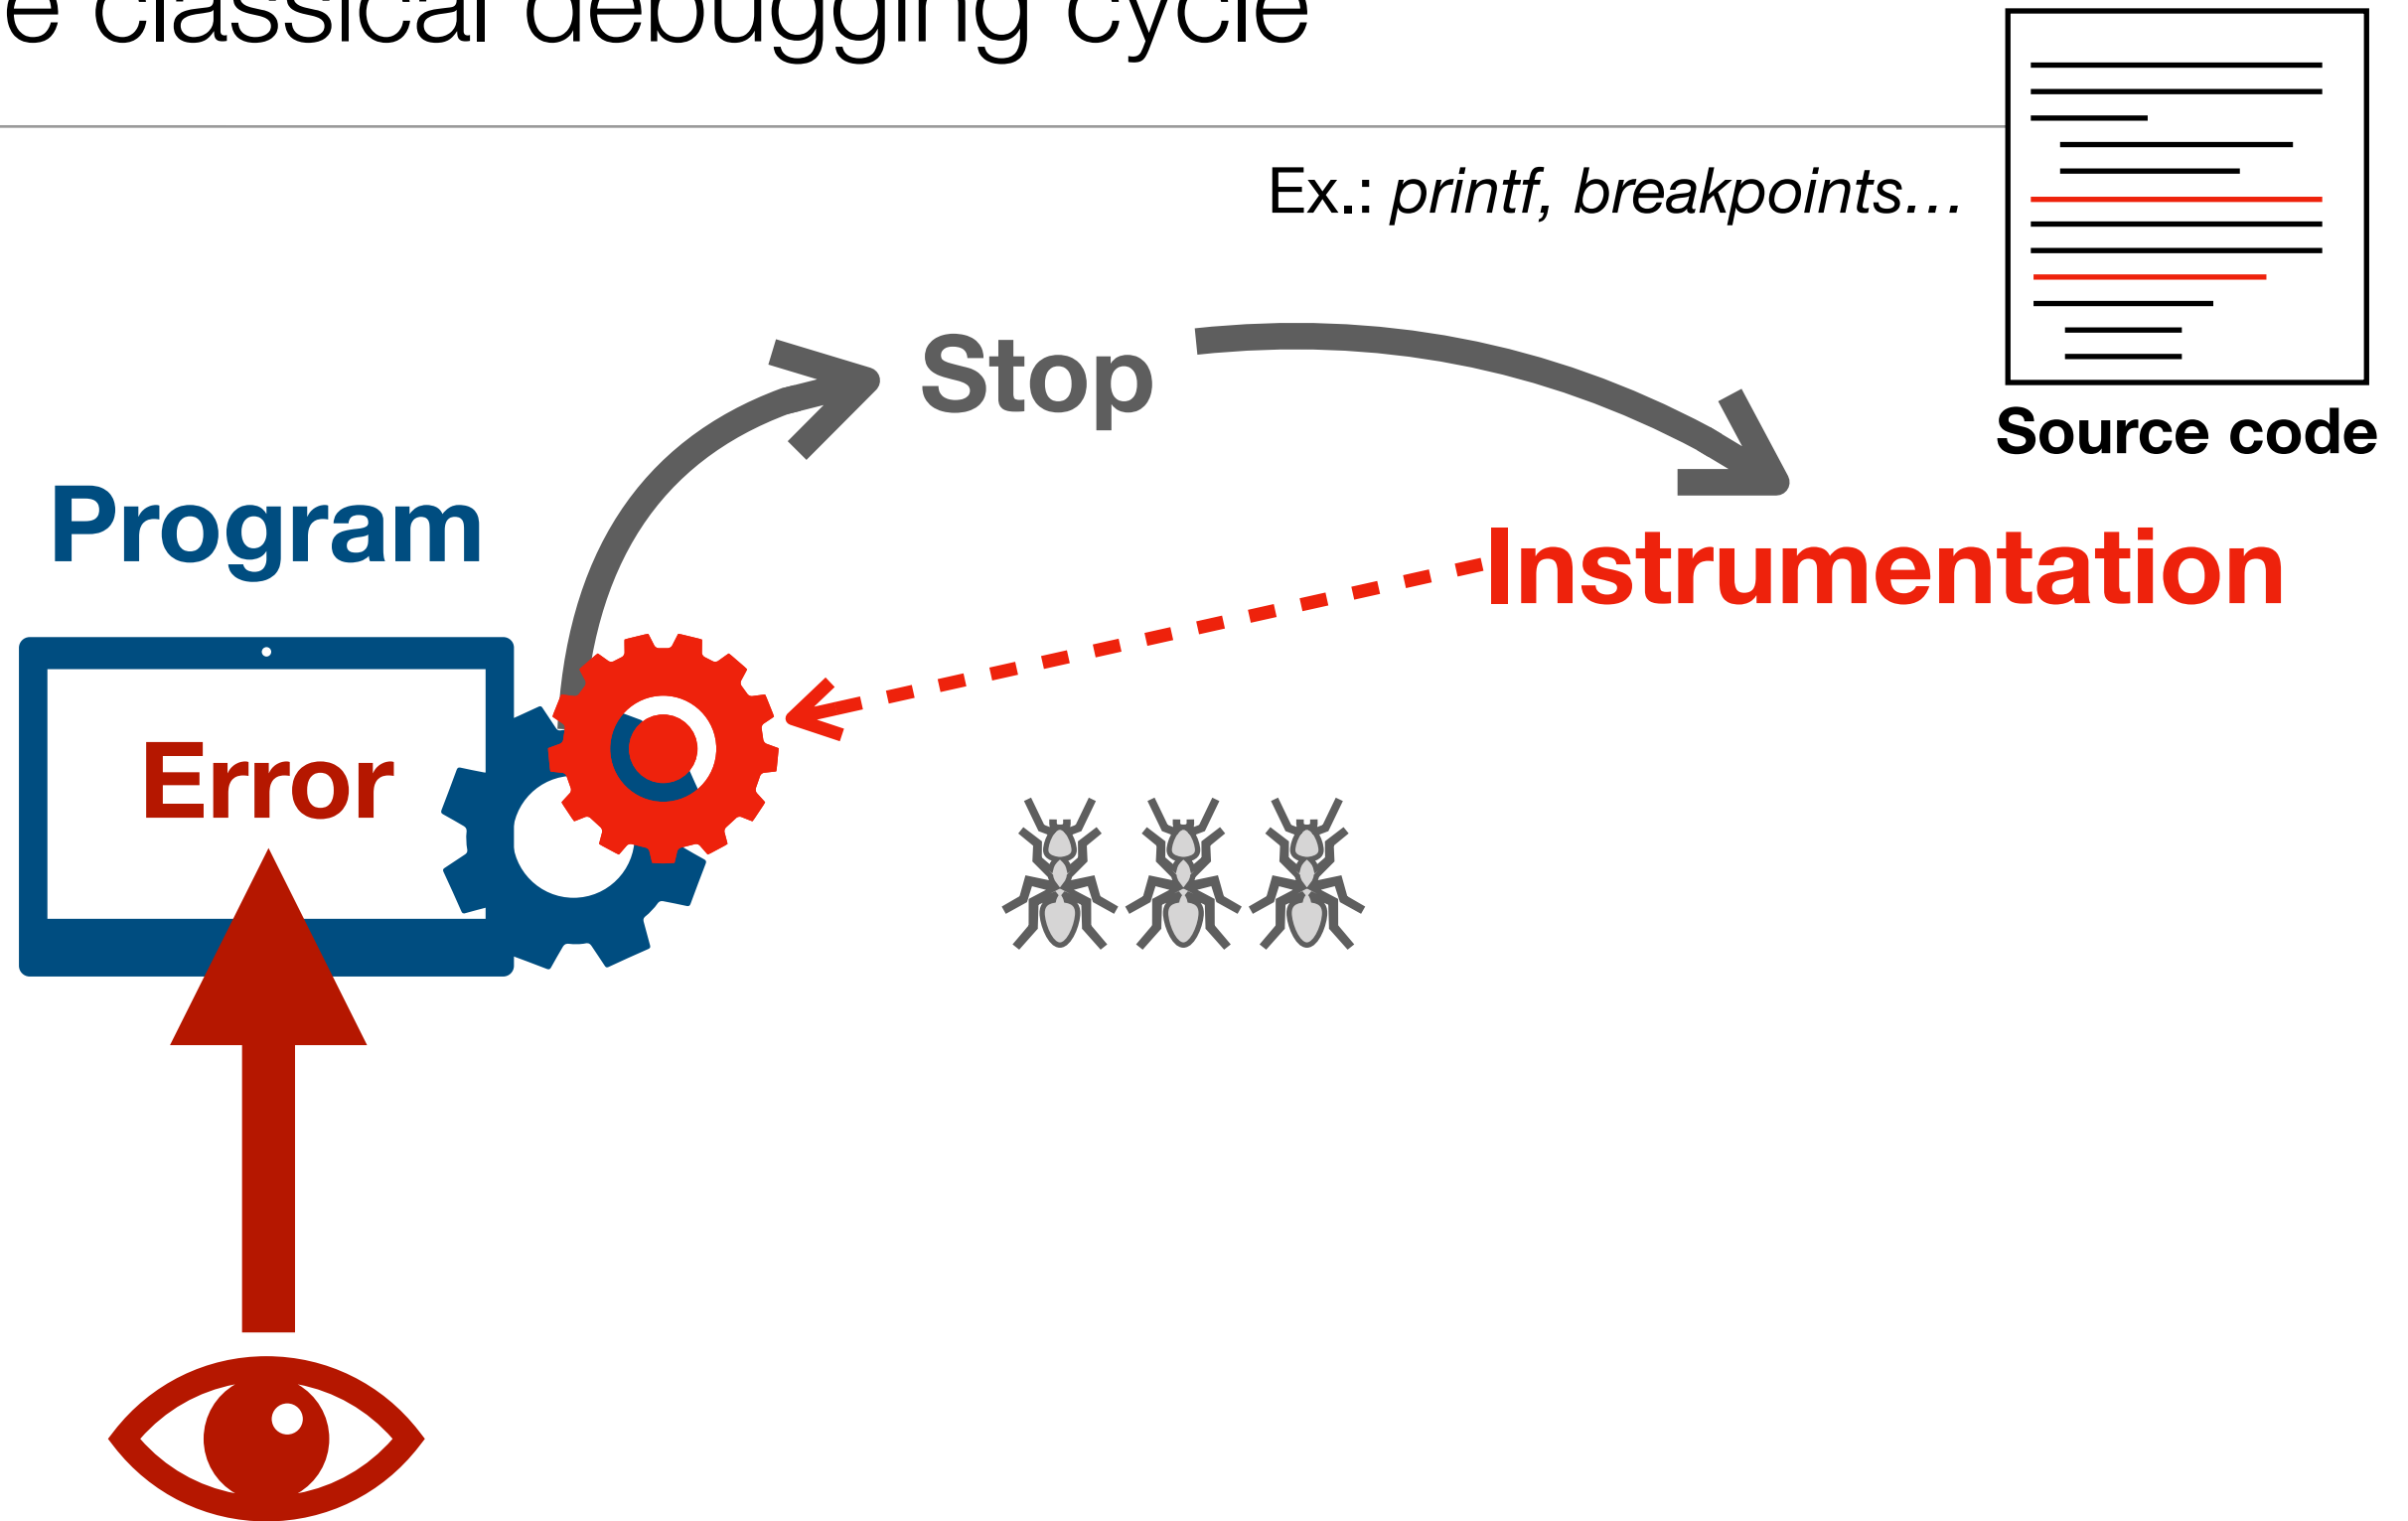 e classical debugging cycle
Ex.: printf, breakpoints…
Stop
Source code
Program
Instrumentation
Error